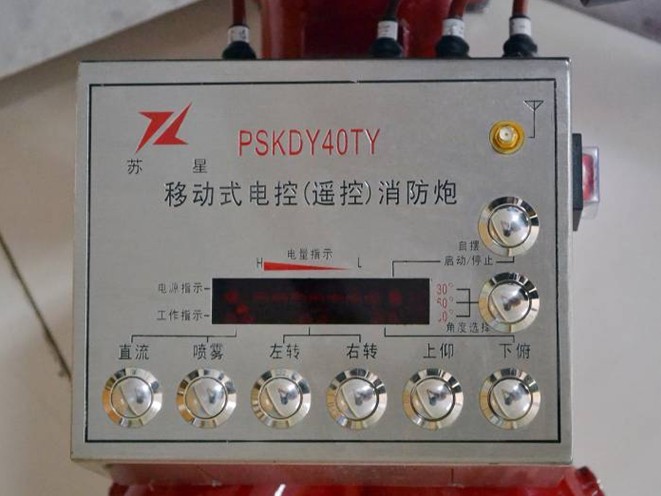 苏星
PSKDY40TY
移动式电控(遥控)消防炮
自摆
启动/停止
电量指示
H L
电源指示
30°
工作指示
角度选择
直流 喷雾 左转 右转 上仰 下俯